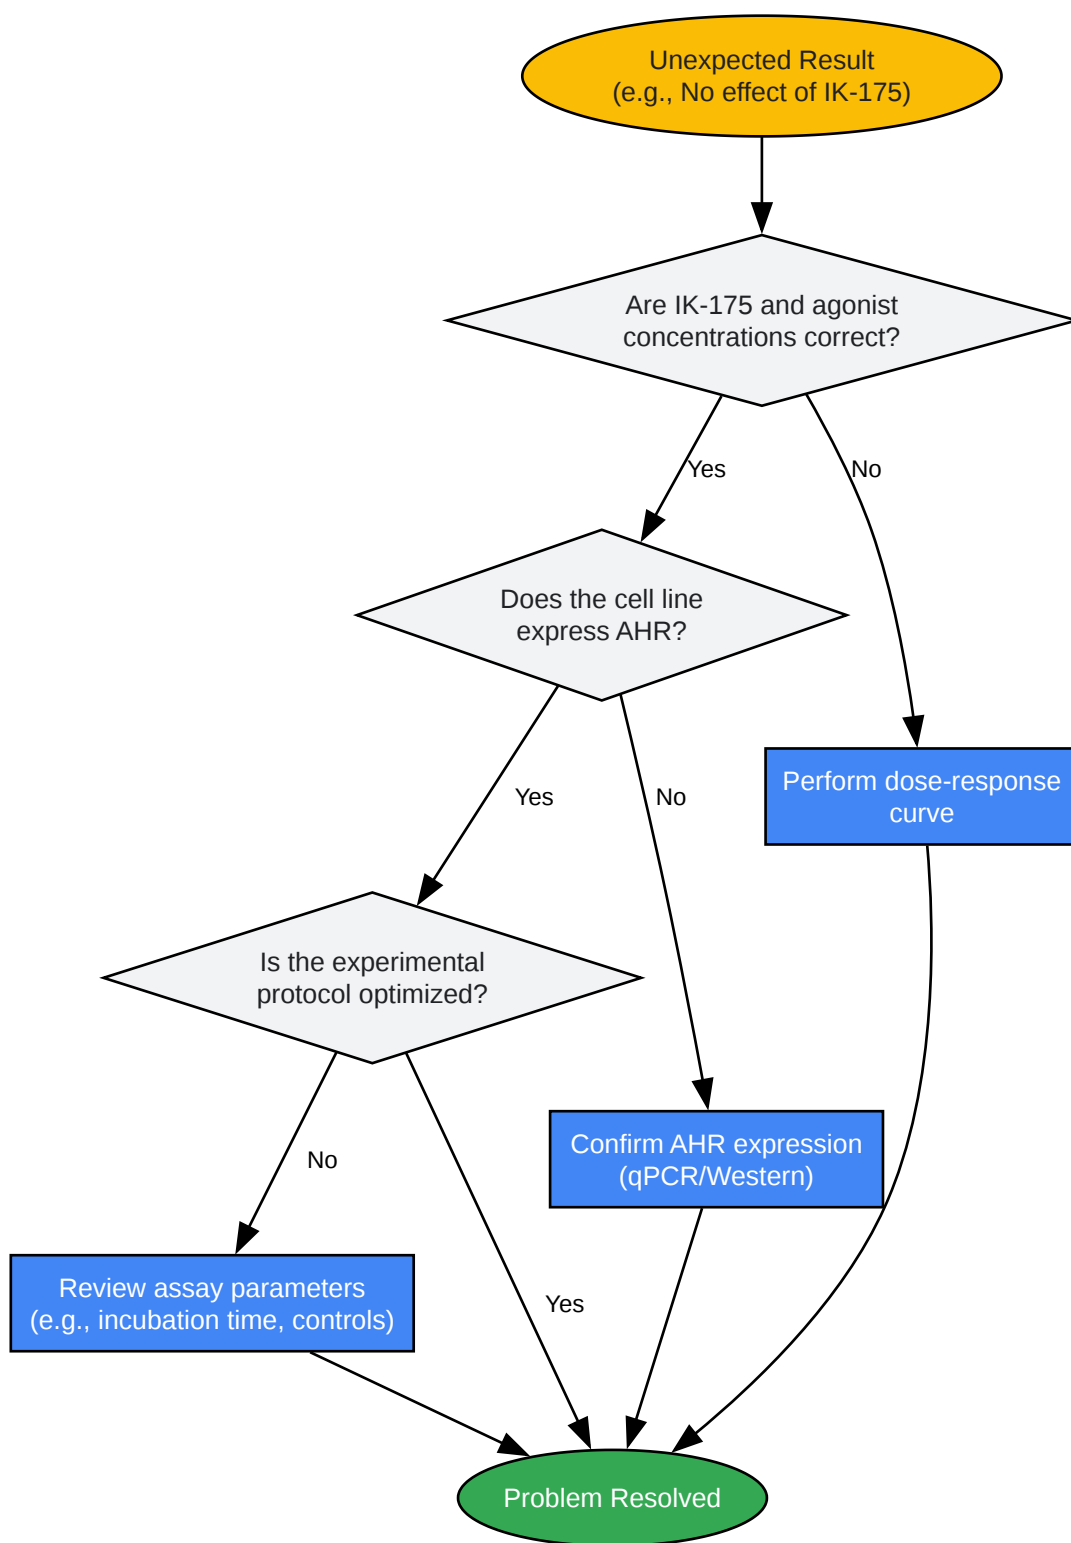 Unexpected Result
(e.g., No effect of IK-175)
Are IK-175 and agonist
concentrations correct?
Yes
No
Does the cell line
express AHR?
Yes
No
Perform dose-response
curve
Is the experimental
protocol optimized?
No
Yes
Confirm AHR expression
(qPCR/Western)
Review assay parameters
(e.g., incubation time, controls)
Problem Resolved